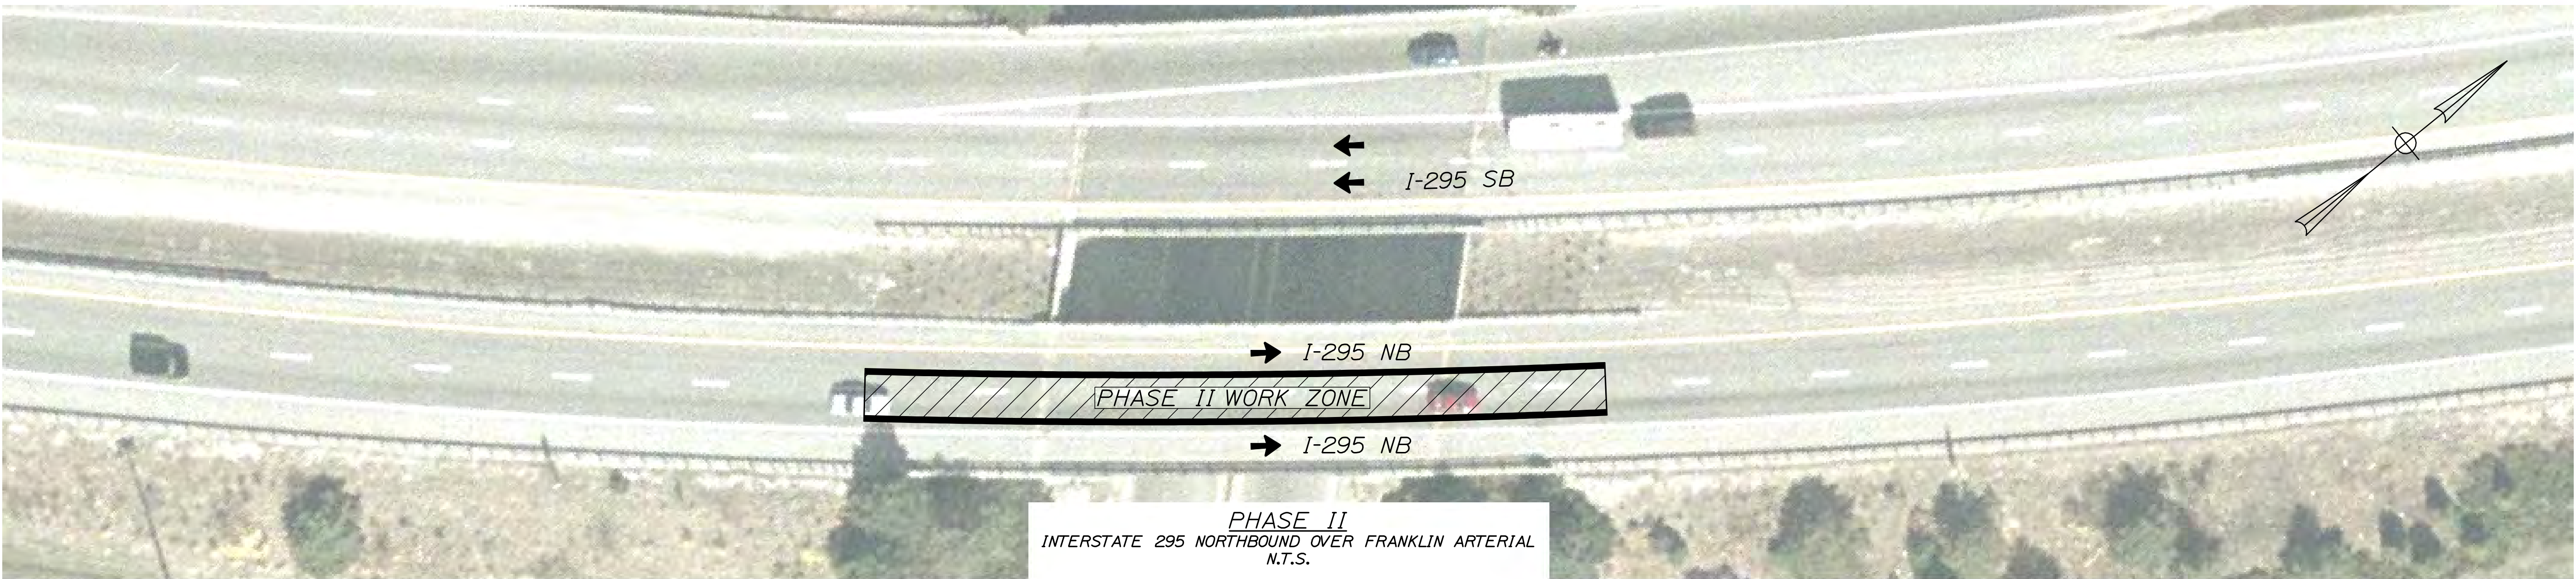 I-295 SB
I-295 NB
PHASE II WORK ZONE
I-295 NB
PHASE II
INTERSTATE 295 NORTHBOUND OVER FRANKLIN ARTERIAL
N.T.S.